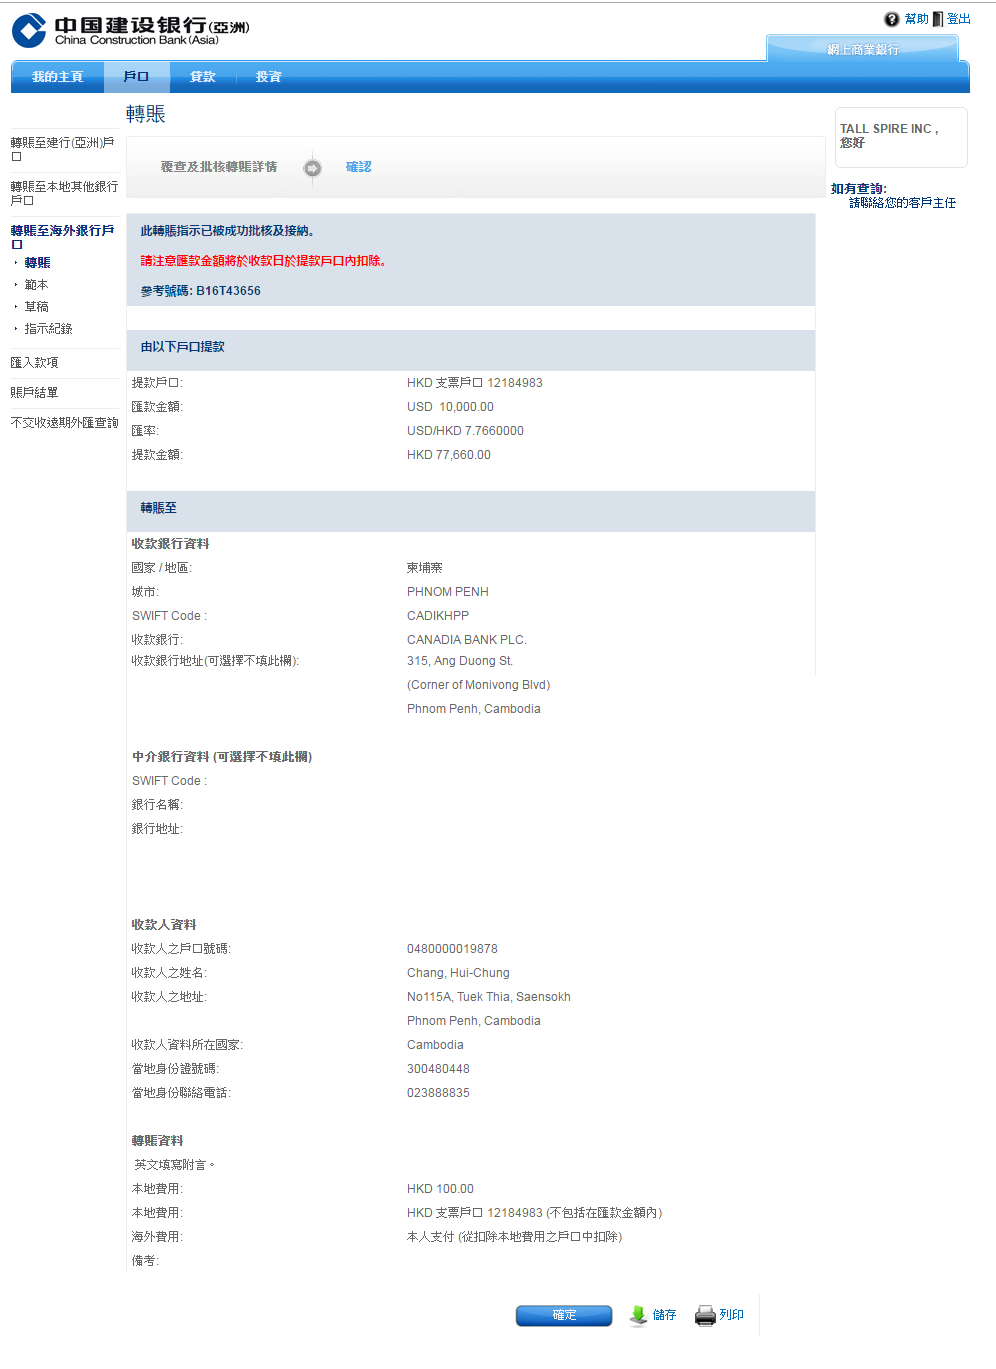 中国建设银行(亞洲)
China Construction Bank (Asia)
幫助 登出
網上商業銀行
我的主頁 戶口 貸款 投資
轉賬
轉賬至建行(亞洲)戶
口
轉賬至本地其他銀行
戶口
轉賬至海外銀行戶
口
轉賬
範本
草稿
指示紀錄
匯入款項
賬戶結單
不交收遠期外匯查詢
覆查及批核轉賬詳情 確認
TALL SPIRE INC ,
您好
如有查詢:
請聯絡您的客戶主任
此轉賬指示已被成功批核及接納。
請注意匯款金額將於收款日於提款戶口內扣除。
參考號碼: B16T43656
由以下戶口提款
提款戶口: HKD 支票戶口 12184983
匯款金額: USD 10,000.00
匯率: USD/HKD 7.7660000
提款金額: HKD 77,660.00
轉賬至
收款銀行資料
國家 / 地區: 柬埔寨
城市: PHNOM PENH
SWIFT Code : CADIKHPP
收款銀行: CANADIA BANK PLC.
收款銀行地址(可選擇不填此欄): 315, Ang Duong St.
(Corner of Monivong Blvd)
Phnom Penh, Cambodia
中介銀行資料 (可選擇不填此欄)
SWIFT Code :
銀行名稱:
銀行地址:
收款人資料
收款人之戶口號碼: 0480000019878
收款人之姓名: Chang, Hui-Chung
收款人之地址: No115A, Tuek Thia, Saensokh
Phnom Penh, Cambodia
收款人資料所在國家: Cambodia
當地身份證號碼: 300480448
當地身份聯絡電話: 023888835
轉賬資料
英文填寫附言。
本地費用: HKD 100.00
本地費用: HKD 支票戶口 12184983 (不包括在匯款金額內)
海外費用: 本人支付 (從扣除本地費用之戶口中扣除)
備考:
確定 儲存 列印